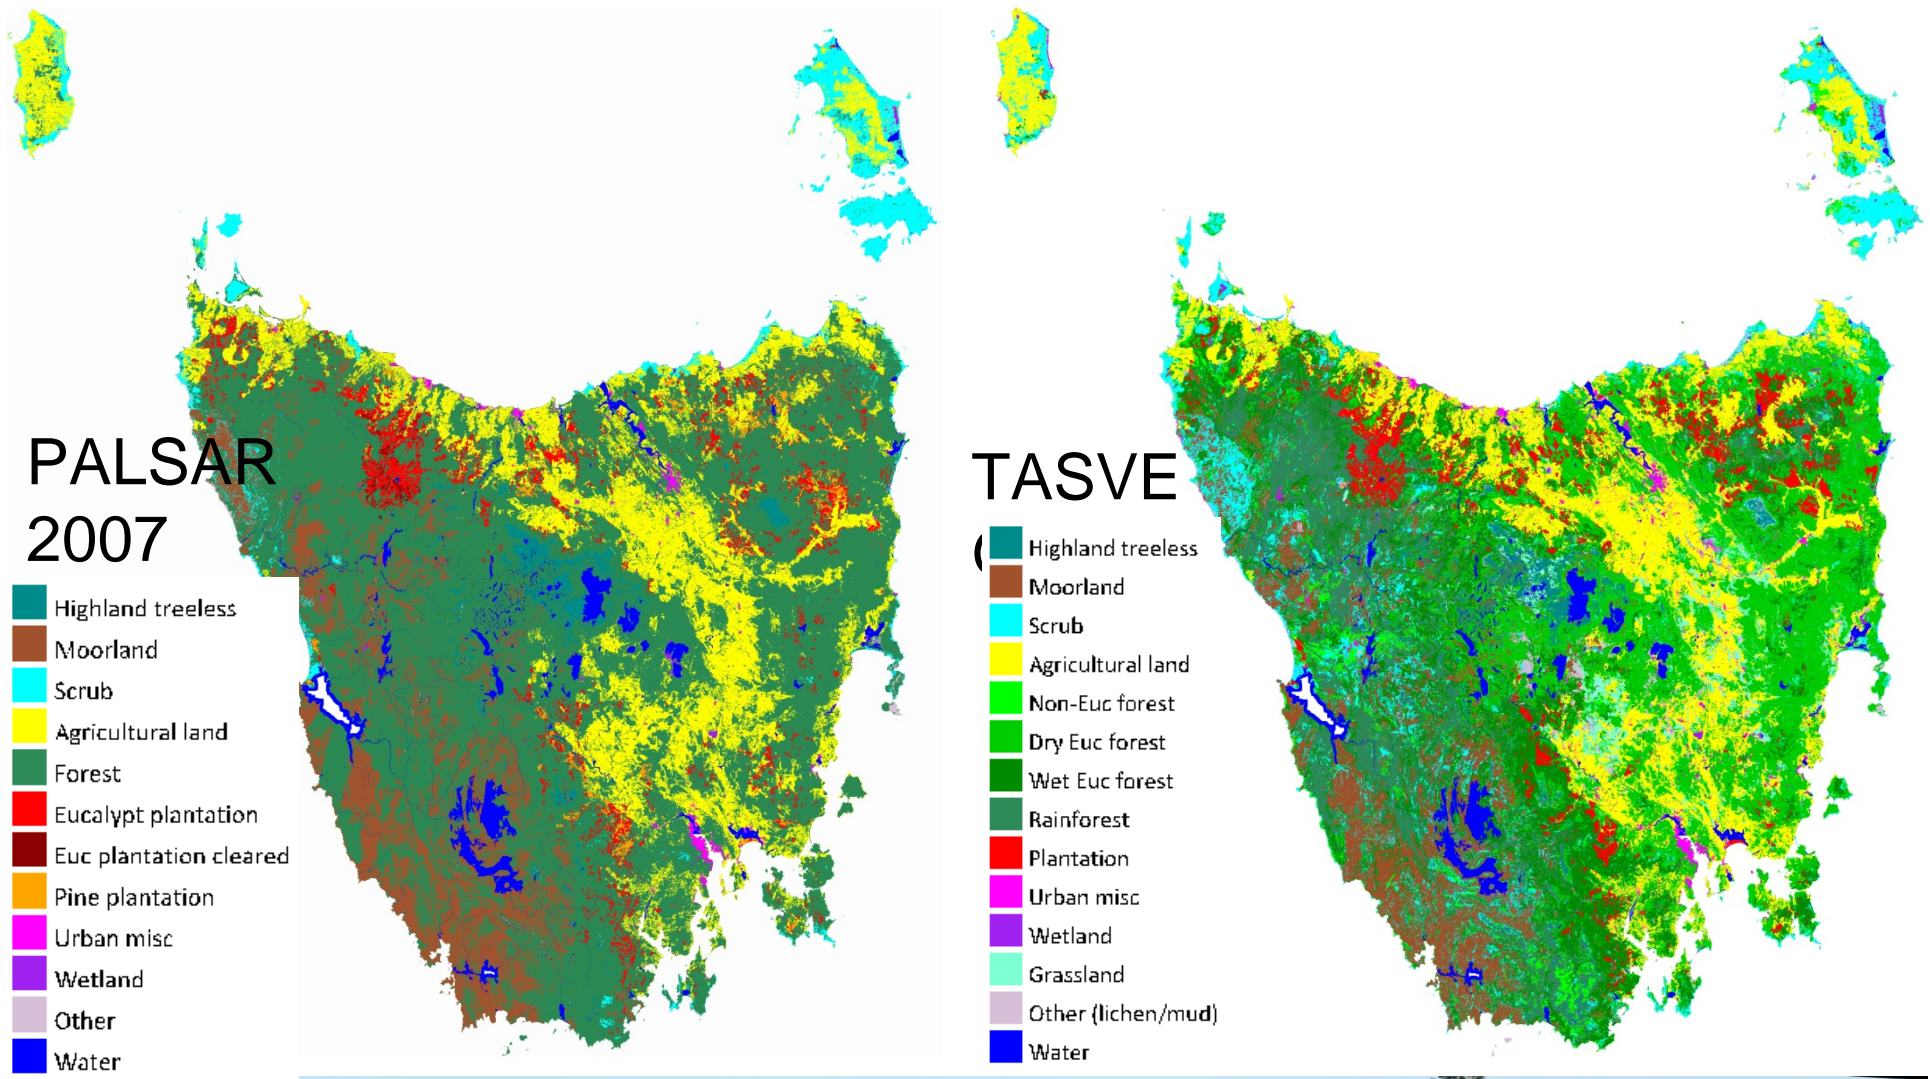 PALSAR
2007
Highland treeless
Moorland
Scrub
Agricultural land
Forest
Eucalypt plantation
Euc plantation cleared
Pine plantation
Urban misc
Wetland
Other
Water
TASVE
Highland treeless
Moorland
Scrub
Agricultural land
Non-Euc forest
Dry Euc forest
Wet Euc forest
Rainforest
Plantation
Urban misc
Wetland
Grassland
Other (lichen/mud)
Water